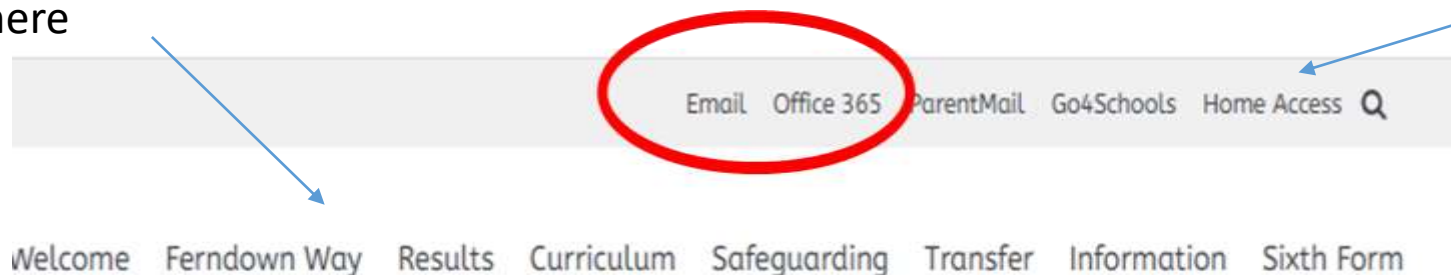 here
Email Office 365 ParentMail Go4Schools Home Access
Welcome Ferndown Way Results Curriculum Safeguarding Transfer Information Sixth Form